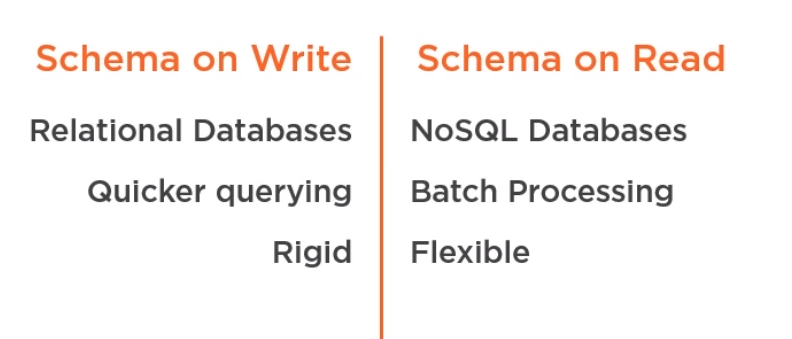 Schema on Write
Relational Databases
Quicker querying
Rigid
Schema on Read
NoSQL Databases
Batch Processing
Flexible